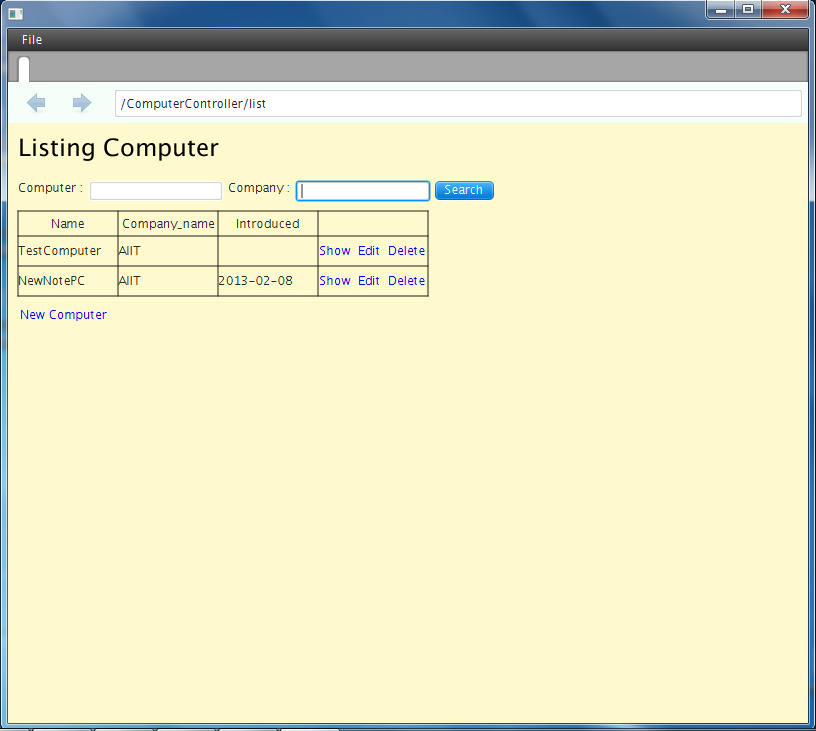 File
/ComputerController/list
Listing Computer
Computer : Company : Search
Name Company_name Introduced
TestComputer AIIT Show Edit Delete
NewNotePC AIIT 2013-02-08 Show Edit Delete
New Computer